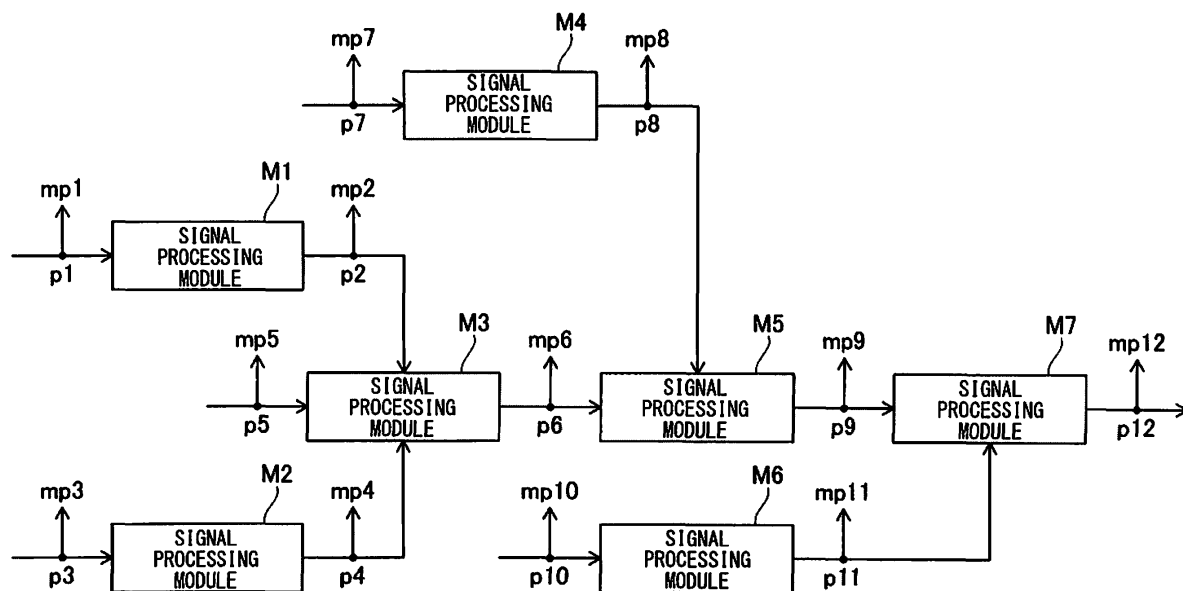 M4
mp7
mp8
SIGNAL
PROCESSING
MODULE
p7
p8
M1
mp1
mp2
SIGNAL
PROCESSING
MODULE
p1
p2
M3
M5
M7
mp5
mp6
mp9
mp12
SIGNAL
PROCESSING
MODULE
SIGNAL
PROCESSING
MODULE
SIGNAL
PROCESSING
MODULE
p5
p6
p9
p12
M2
M6
mp3
mp4
mp10
mp11
SIGNAL
PROCESSING
MODULE
SIGNAL
PROCESSING
MODULE
p3
p4
p10
p11